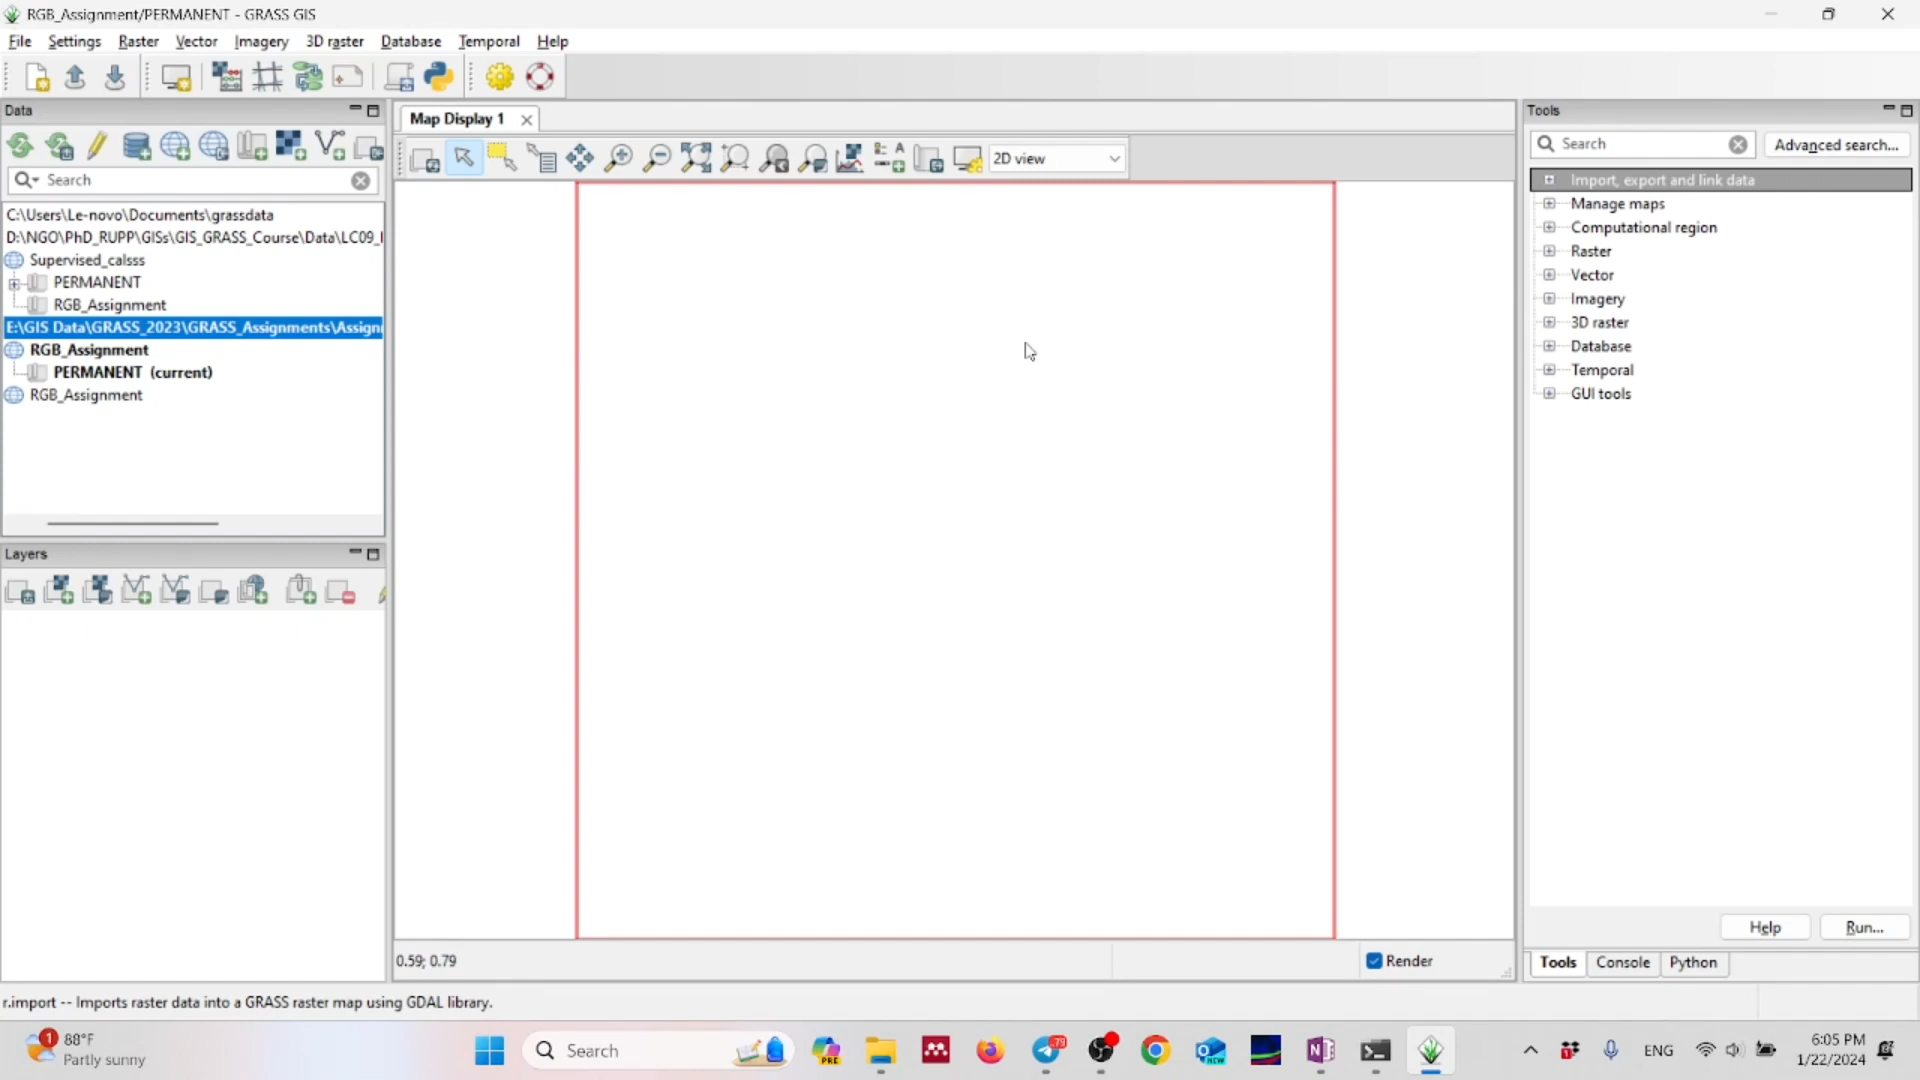 RGB_Assignment/PERMANENT - GRASS GIS
File Settings Raster Vector Imagery 3D raster Database Temporal Help
Data
Search
C:\Users\Le-novo\Documents\grassdata
D:\NGO\PhD_RUPP\GISs\GIS_GRASS_Course\Data\LC09_
Supervised_calsss
PERMANENT
RGB_Assignment
E:\GIS Data\GRASS_2023\GRASS_Assignments\Assign
RGB_Assignment
PERMANENT (current)
RGB_Assignment
Layers
Map Display 1
2D view
0.59; 0.79
Render
Tools
Search
Advanced search...
Import, export and link data
Manage maps
Computational region
Raster
Vector
Imagery
3D raster
Database
Temporal
GUI tools
Help
Run...
Tools Console Python
r.import -- Imports raster data into a GRASS raster map using GDAL library.
1
88°F
Partly sunny
Search
PRE
79
NEW
ENG
6:05 PM
1/22/2024